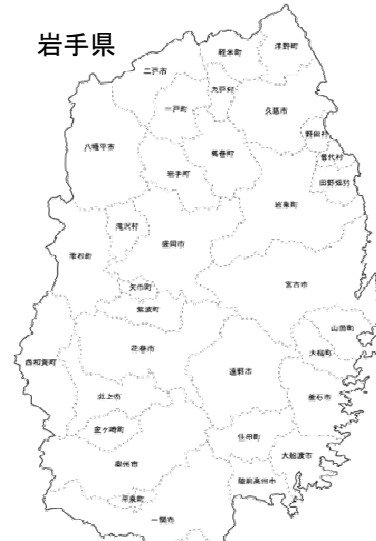 岩手県
洋野町
軽米町
二戸市
九戸村
一戸町
久慈市
野田村
八幡平市
葛巻町
普代村
岩手町
田野畑村
岩泉町
滝沢村
盛岡市
雫石町
矢巾町
宮古市
紫波町
山田町
花巻市
大槌町
西和賀町
遠野市
北上市
釜石市
金ヶ崎町
住田町
奥州市
大船渡市
陸前高田市
平泉町
一関市